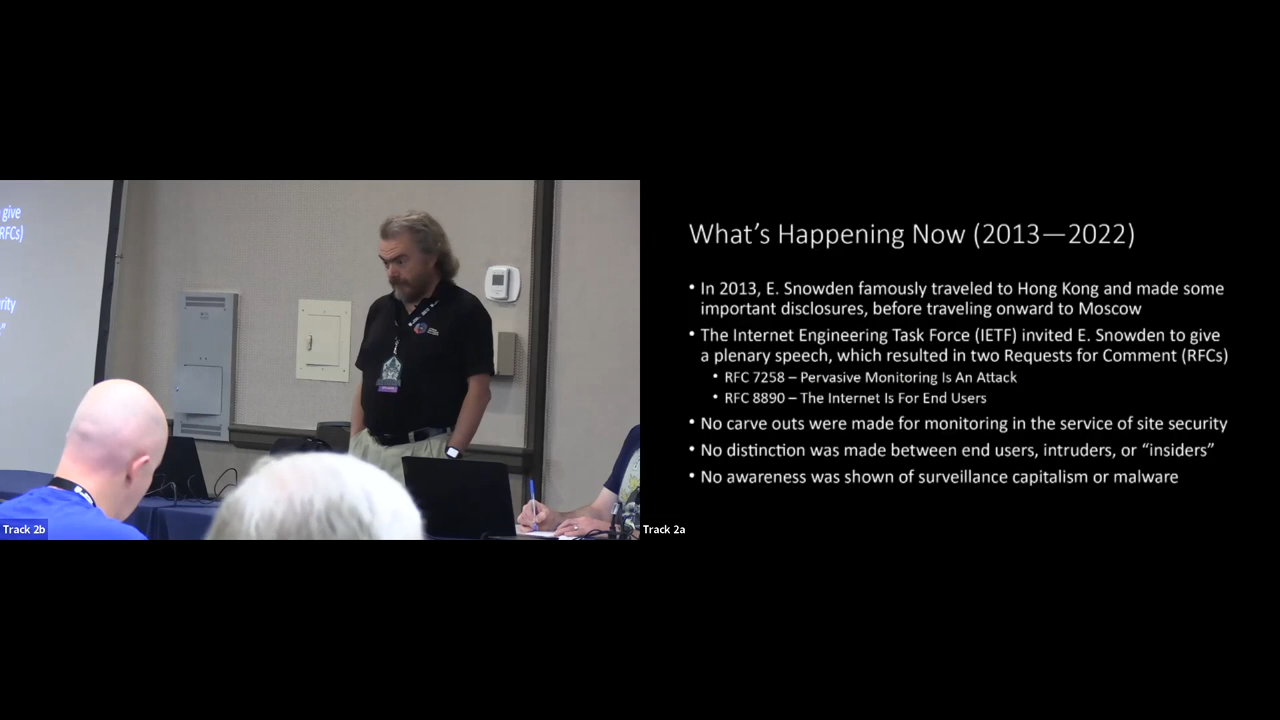 give
RFCs)
rity
Track 2b
What's Happening Now (2013—2022)
• In 2013, E. Snowden famously traveled to Hong Kong and made some
important disclosures, before traveling onward to Moscow
• The Internet Engineering Task Force (IETF) invited E. Snowden to give
a plenary speech, which resulted in two Requests for Comment (RFCs)
• RFC 7258 – Pervasive Monitoring Is An Attack
• RFC 8890 – The Internet Is For End Users
• No carve outs were made for monitoring in the service of site security
• No distinction was made between end users, intruders, or “insiders”
• No awareness was shown of surveillance capitalism or malware
Track 2a